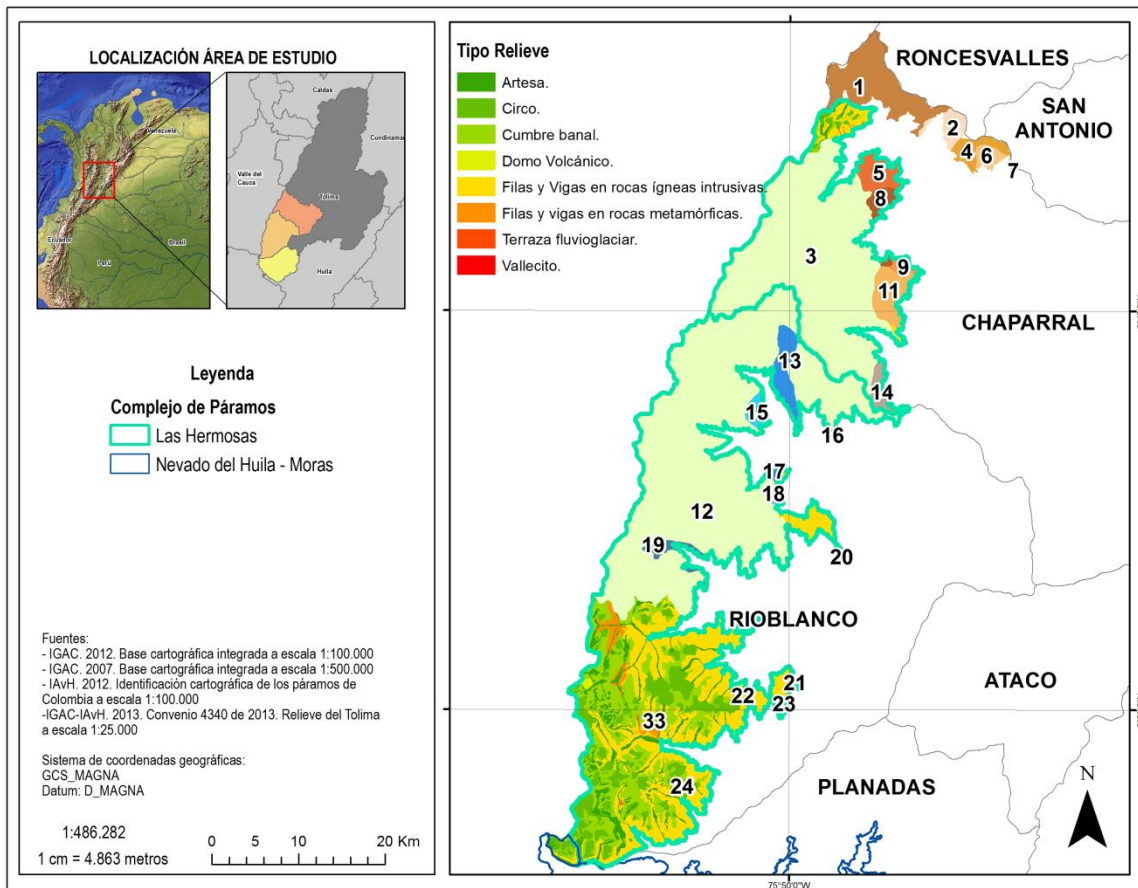 LOCALIZACIÓN ÁREA DE ESTUDIO
Venezuela
Ecuador
Perú
Brasil
Caldas
Cundinamar
Valle del
Cauca
Tolima
Huila
Leyenda
Complejo de Páramos
Las Hermosas
Nevado del Huila - Moras
Fuentes:
- IGAC. 2012. Base cartográfica integrada a escala 1:100.000
- IGAC. 2007. Base cartográfica integrada a escala 1:500.000
- IAvH. 2012. Identificación cartográfica de los páramos de
Colombia a escala 1:100.000
-IGAC-IAvH. 2013. Convenio 4340 de 2013. Relieve del Tolima
a escala 1:25.000
Sistema de coordenadas geográficas:
GCS_MAGNA
Datum: D_MAGNA
1:486.282
1 cm = 4.863 metros
0 5 10 20 Km
Tipo Relieve
Artesa.
Circo.
Cumbre banal.
Domo Volcánico.
Filas y Vigas en rocas ígneas intrusivas.
Filas y vigas en rocas metamórficas.
Terraza fluvioglaciar.
Vallecito.
RONCESVALLES
SAN
ANTONIO
1
2
4
6
7
5
8
3
9
11
CHAPARRAL
13
14
15
16
17
18
12
19
20
RIOBLANCO
ATACO
21
22
23
33
24
PLANADAS
N
75°50'0"W